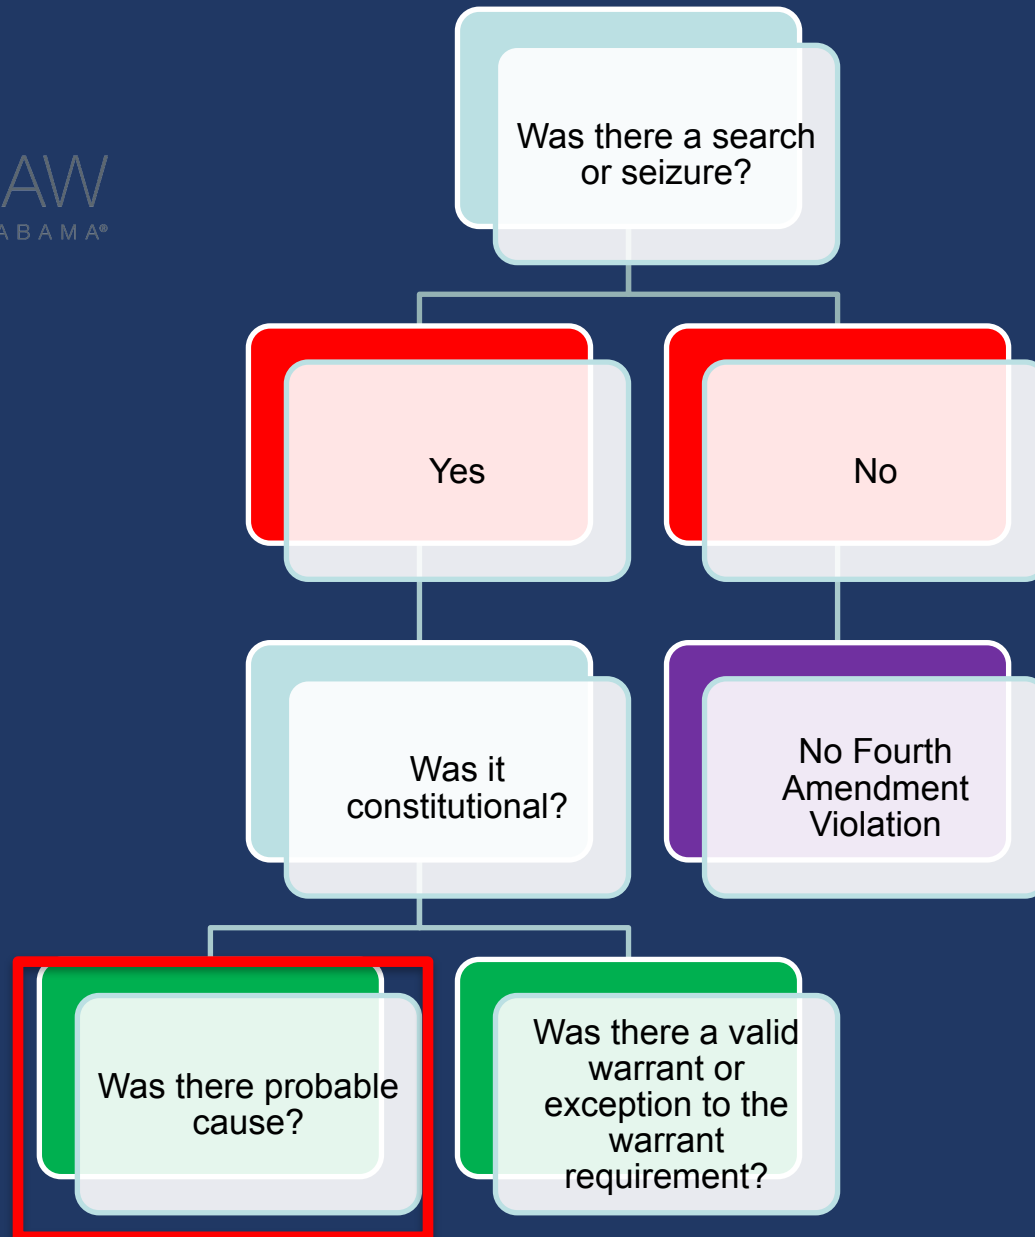 AW
ABAMA®
Was there a search
or seizure?
Yes
No
Was it
constitutional?
No Fourth
Amendment
Violation
Was there probable
cause?
Was there a valid
warrant or
exception to the
warrant
requirement?